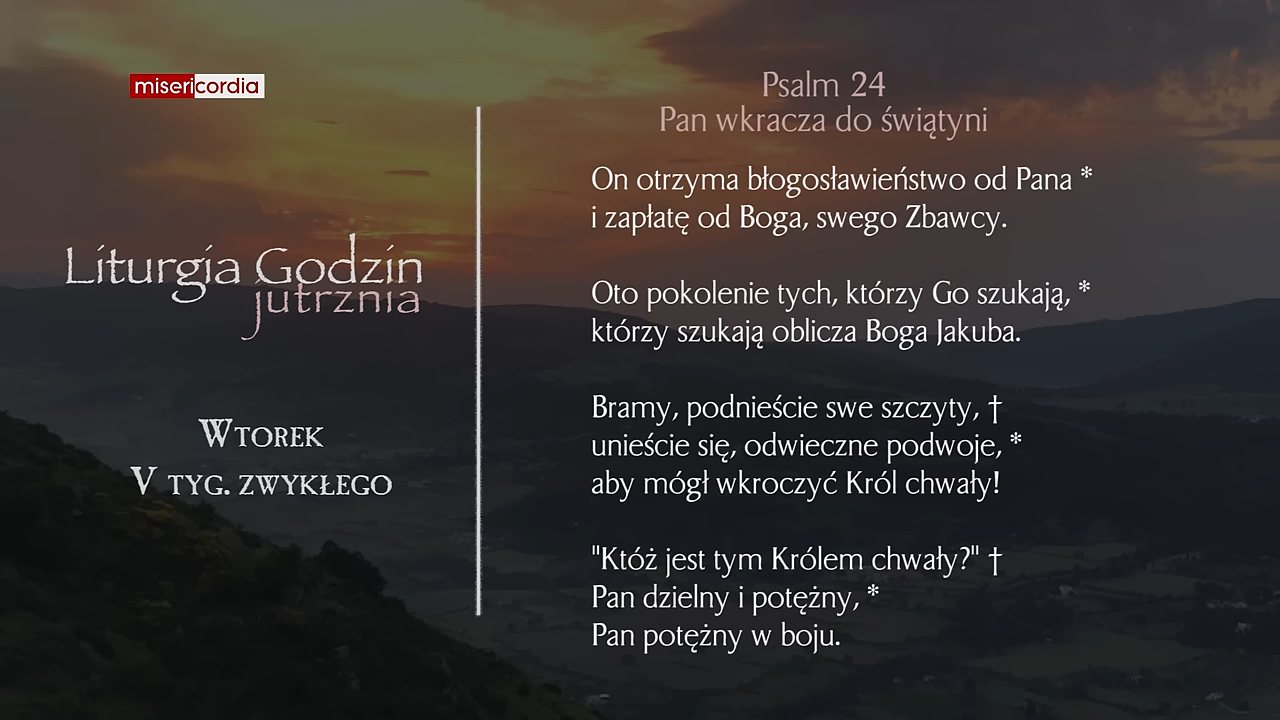 misericordia
Liturgia Godzin
jutrznia
Wtorek
V tyg. zwykłego
Psalm 24
Pan wkracza do świątyni
On otrzyma błogosławieństwo od Pana *
i zapłatę od Boga, swego Zbawcy.
Oto pokolenie tych, którzy Go szukają, *
którzy szukają oblicza Boga Jakuba.
Bramy, podnieście swe szczyty, †
unieście się, odwieczne podwoje, *
aby mógł wkroczyć Król chwały!
"Któż jest tym Królem chwały?" †
Pan dzielny i potężny, *
Pan potężny w boju.